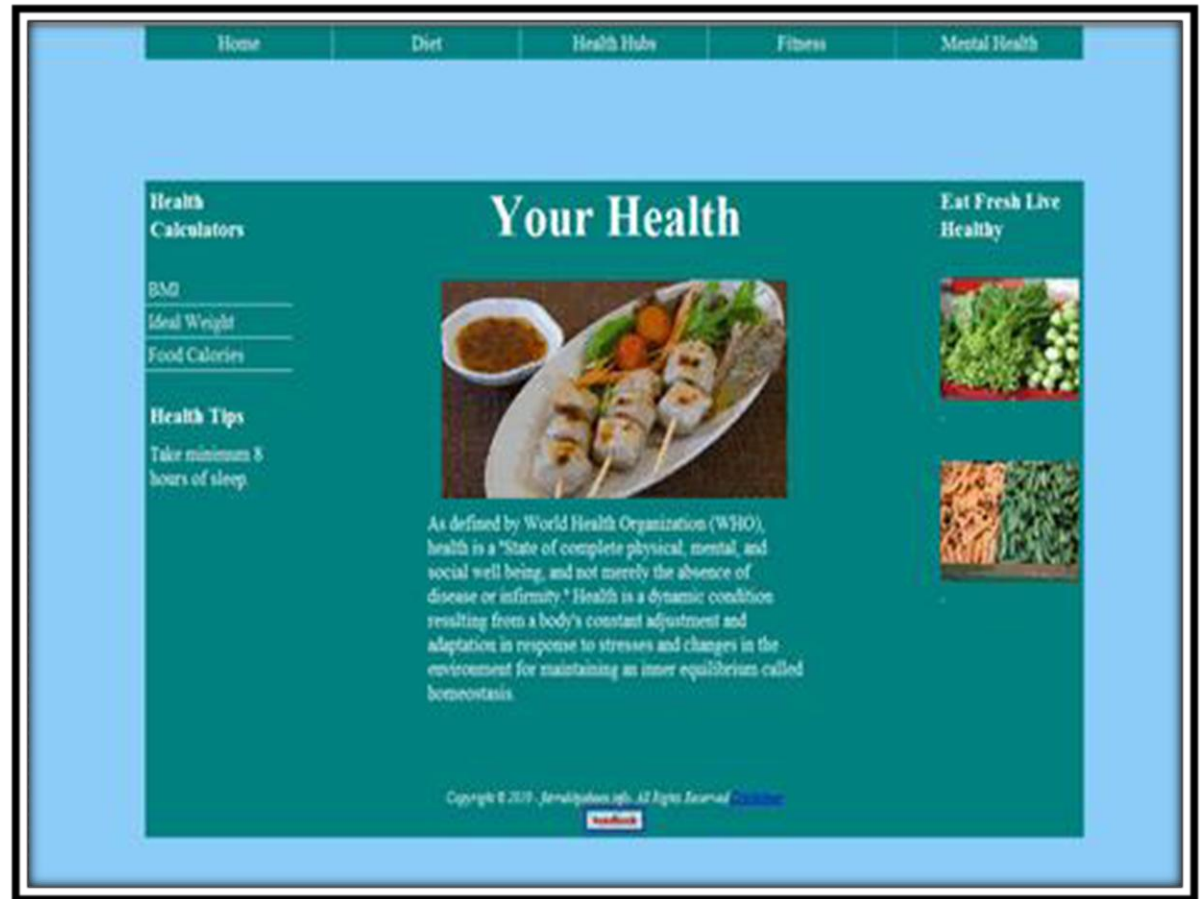 Home
Diet
Health Hubs
Fitness
Mental Health
Health
Calculators
BMI
Ideal Weight
Food Calories
Health Tips
Take minimum 8
hours of sleep.
Your Health
As defined by World Health Organization (WHO),
health is a "State of complete physical, mental, and
social well being, and not merely the absence of
disease or infirmity." Health is a dynamic condition
resulting from a body's constant adjustment and
adaptation in response to stresses and changes in the
environment for maintaining an inner equilibrium called
homeostasis.
Eat Fresh Live
Healthy
Copyright © All Rights Reserved